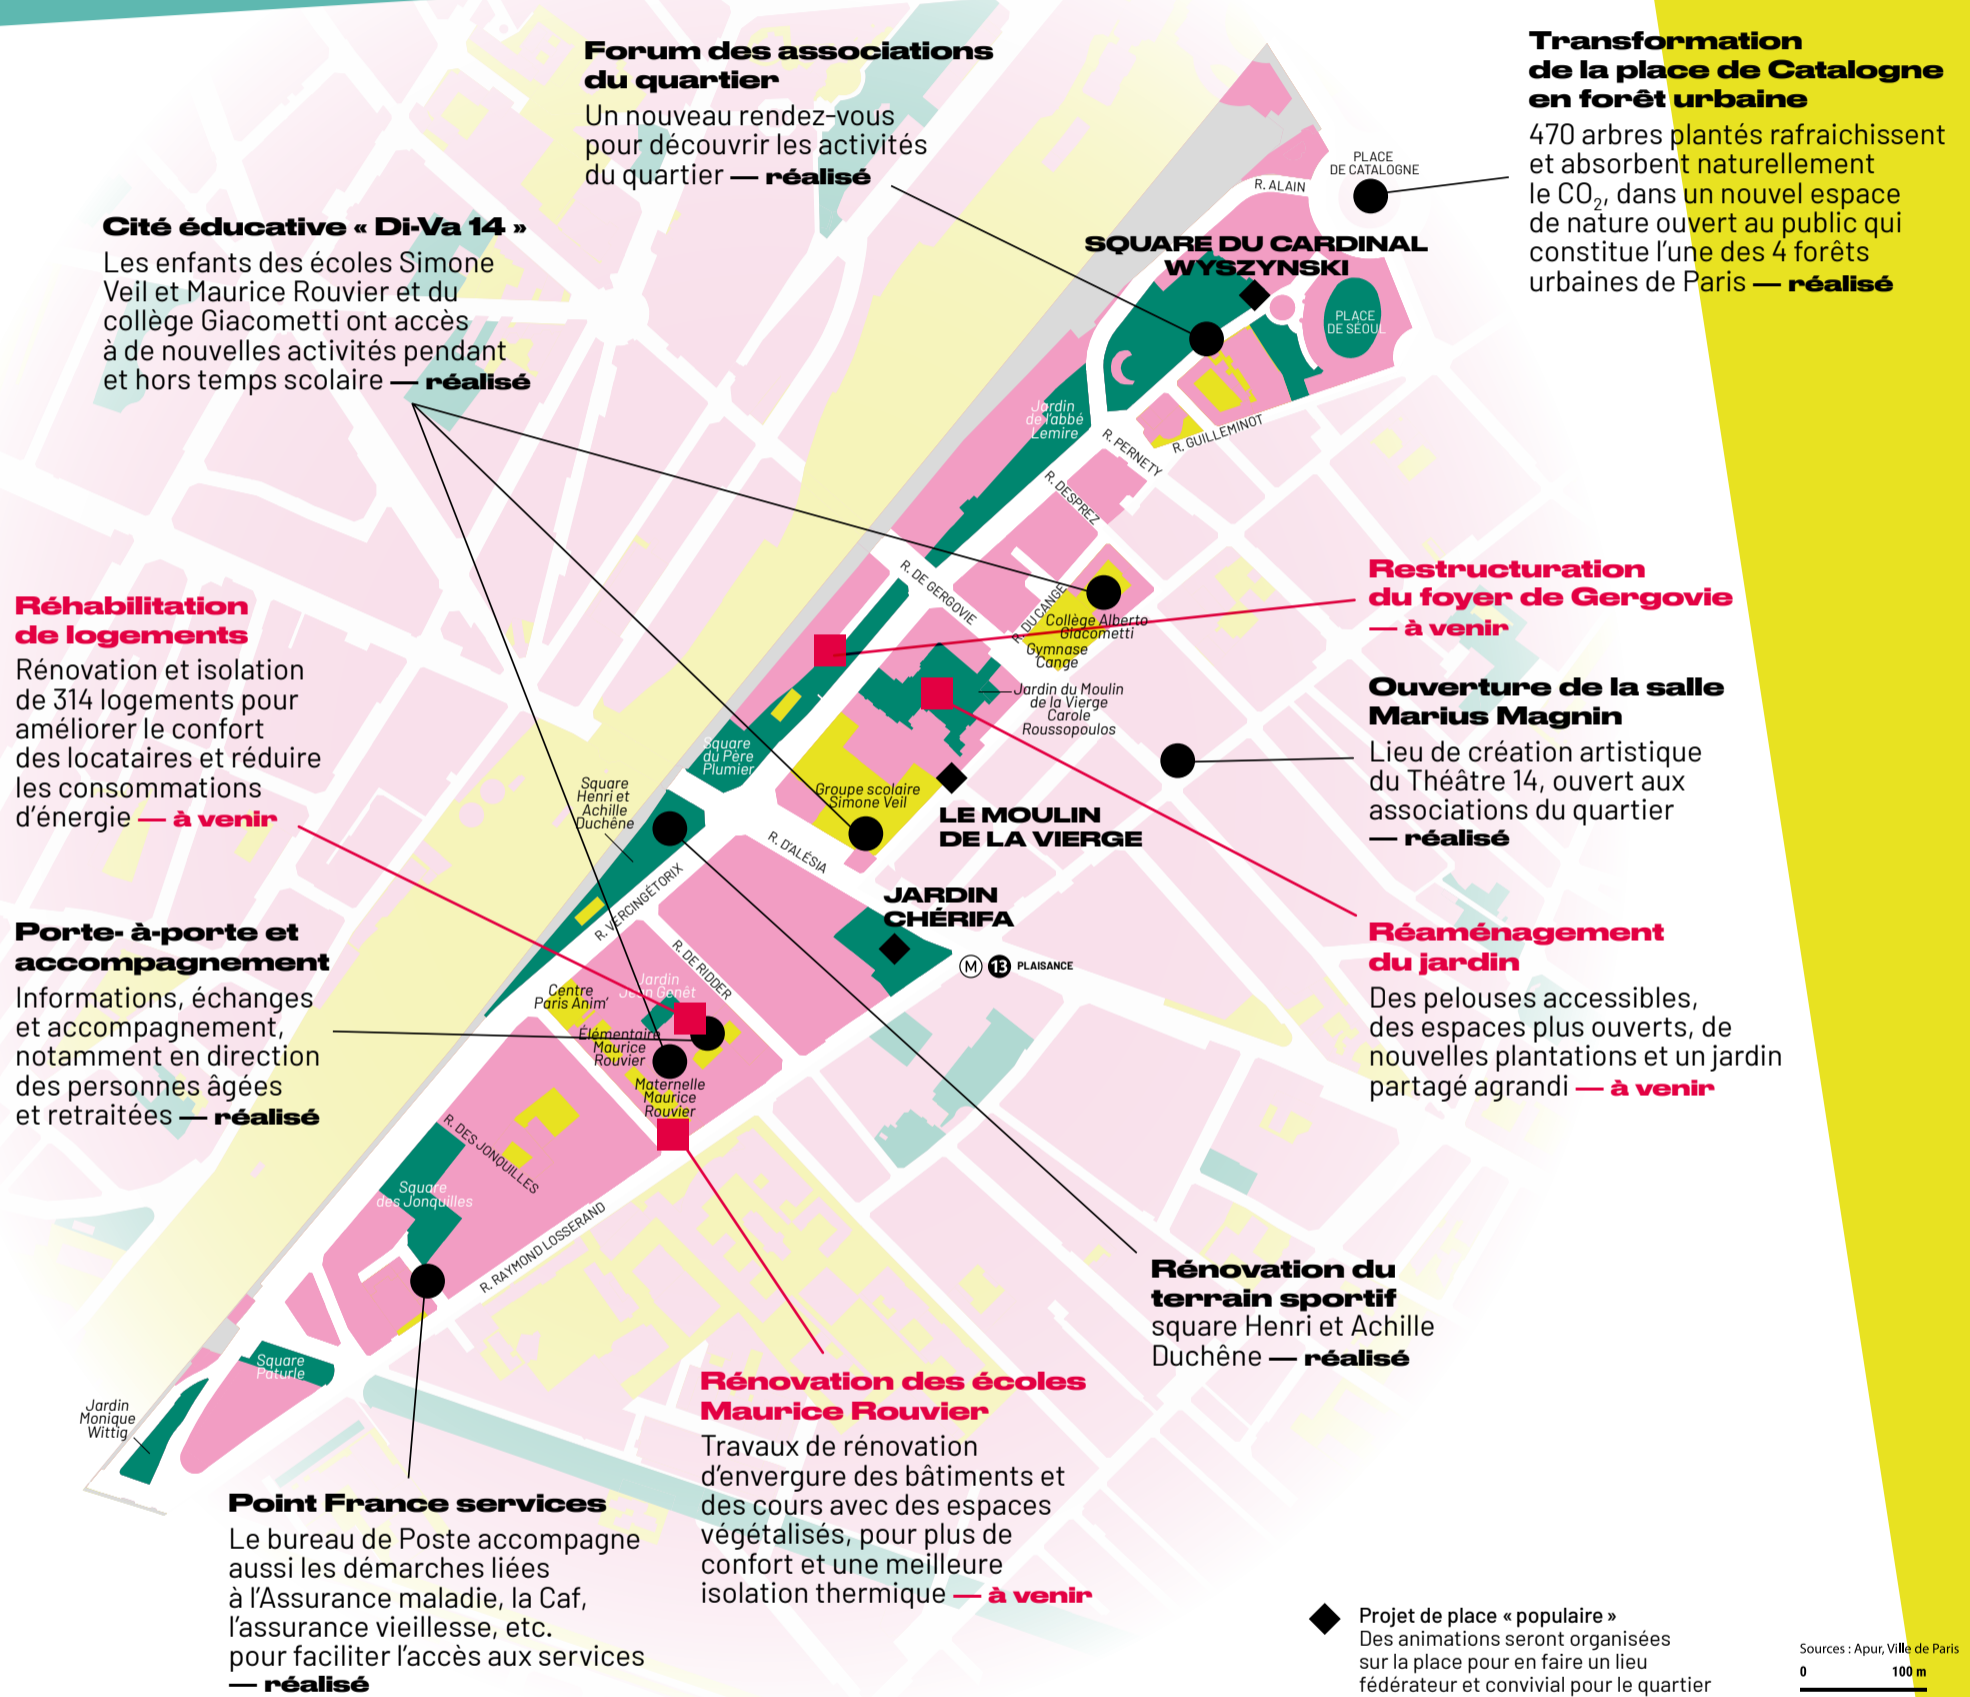 Forum des associations
du quartier
Un nouveau rendez-vous
pour découvrir les activités
du quartier — réalisé
Transformation
de la place de Catalogne
en forêt urbaine
470 arbres plantés rafraichissent
et absorbent naturellement
le CO₂, dans un nouvel espace
de nature ouvert au public qui
constitue l'une des 4 forêts
urbaines de Paris — réalisé
Cité éducative « Di-Va 14 »
Les enfants des écoles Simone
Veil et Maurice Rouvier et du
collège Giacometti ont accès
à de nouvelles activités pendant
et hors temps scolaire — réalisé
PLACE
DE CATALOGNE
R. ALAIN
SQUARE DU CARDINAL
WYSZYNSKI
PLACE
DE SÉOUL
Jardin
de l'abbé
Lemire
R. PERNETY
R. GUILLEMINOT
R. DESPREZ
R. DE GERGOVIE
R. DU CANGE
Collège Alberto
Giacometti
Gymnase
Cange
Jardin du Moulin
de la Vierge
Carole
Roussopoulos
Réhabilitation
de logements
Rénovation et isolation
de 314 logements pour
améliorer le confort
des locataires et réduire
les consommations
d'énergie — à venir
Restructuration
du foyer de Gergovie
— à venir
Ouverture de la salle
Marius Magnin
Lieu de création artistique
du Théâtre 14, ouvert aux
associations du quartier
— réalisé
Square
du Père
Plumier
Square
Henri et
Achille
Duchêne
Groupe scolaire
Simone Veil
LE MOULIN
DE LA VIERGE
R. D'ALÉSIA
R. VERCINGÉTORIX
JARDIN
CHÉRIFA
M 13 PLAISANCE
Porte- à-porte et
accompagnement
Informations, échanges
et accompagnement,
notamment en direction
des personnes âgées
et retraitées — réalisé
Réaménagement
du jardin
Des pelouses accessibles,
des espaces plus ouverts, de
nouvelles plantations et un jardin
partagé agrandi — à venir
R. DE RIDDER
Jardin
Jean Genêt
Centre
Paris Anim'
Élémentaire
Maurice
Rouvier
Maternelle
Maurice
Rouvier
R. DES JONQUILLES
Square
des Jonquilles
R. RAYMOND LOSSERAND
Rénovation du
terrain sportif
square Henri et Achille
Duchêne — réalisé
Square
Paturle
Jardin
Monique
Wittig
Rénovation des écoles
Maurice Rouvier
Travaux de rénovation
d'envergure des bâtiments et
des cours avec des espaces
végétalisés, pour plus de
confort et une meilleure
isolation thermique — à venir
Point France services
Le bureau de Poste accompagne
aussi les démarches liées
à l'Assurance maladie, la Caf,
l'assurance vieillesse, etc.
pour faciliter l'accès aux services
— réalisé
Projet de place « populaire »
Des animations seront organisées
sur la place pour en faire un lieu
fédérateur et convivial pour le quartier
Sources : Apur, Ville de Paris
0 100 m